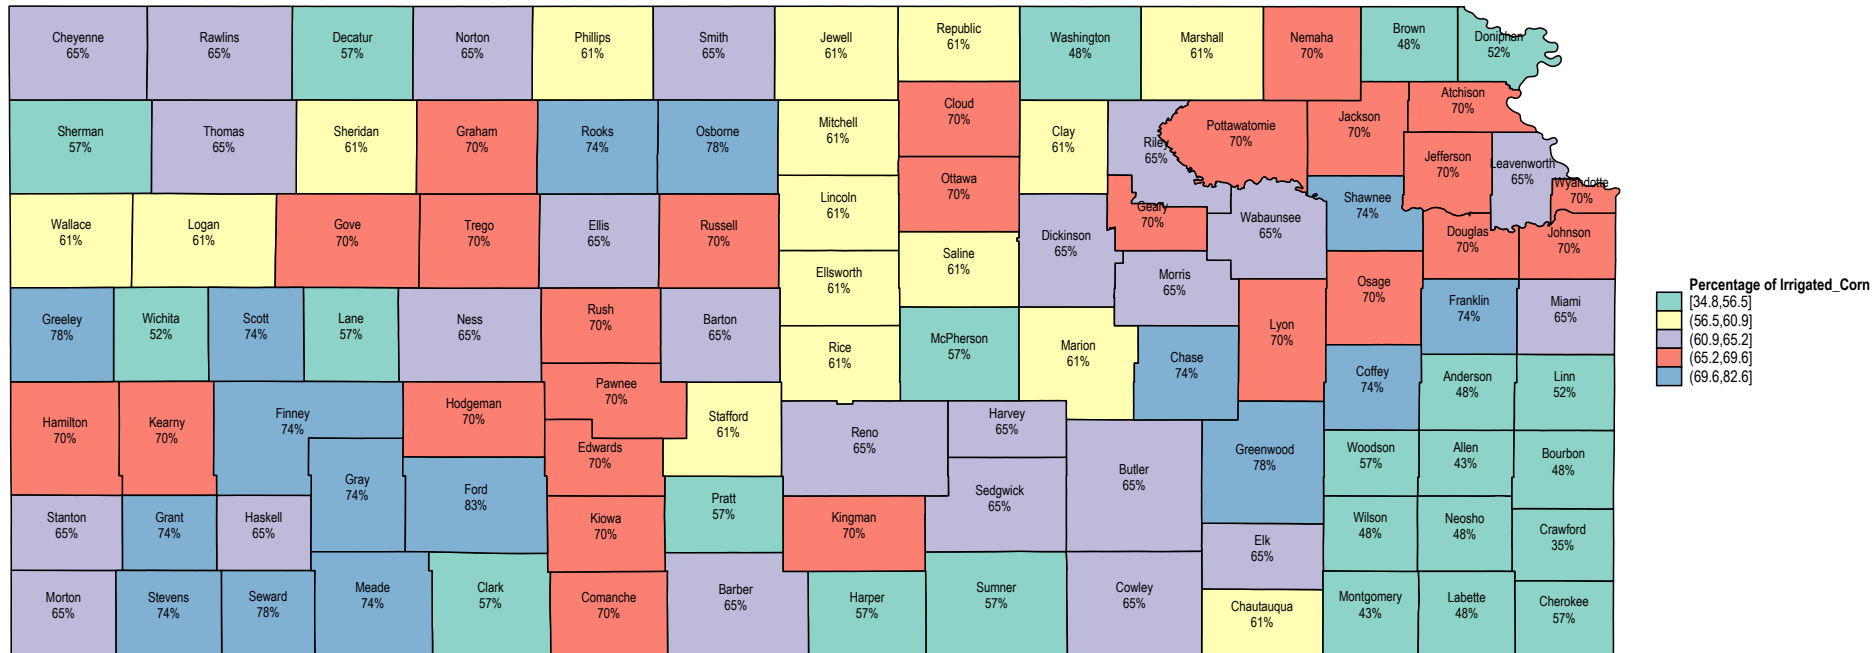 Cheyenne
65%
Rawlins
65%
Decatur
57%
Norton
65%
Phillips
61%
Smith
65%
Jewell
61%
Republic
61%
Washington
48%
Marshall
61%
Nemaha
70%
Brown
48%
Doniphan
52%
Sherman
57%
Thomas
65%
Sheridan
61%
Graham
70%
Rooks
74%
Osborne
78%
Mitchell
61%
Cloud
70%
Clay
61%
Riley
65%
Pottawatomie
70%
Jackson
70%
Atchison
70%
Jefferson
70%
Leavenworth
65%
Wyandotte
70%
Wallace
61%
Logan
61%
Gove
70%
Trego
70%
Ellis
65%
Russell
70%
Lincoln
61%
Ottawa
70%
Saline
61%
Dickinson
65%
Geary
70%
Wabaunsee
65%
Shawnee
74%
Douglas
70%
Johnson
70%
Ellsworth
61%
Morris
65%
Osage
70%
Franklin
74%
Miami
65%
Greeley
78%
Wichita
52%
Scott
74%
Lane
57%
Ness
65%
Rush
70%
Barton
65%
Rice
61%
McPherson
57%
Marion
61%
Chase
74%
Lyon
70%
Coffey
74%
Anderson
48%
Linn
52%
Hamilton
70%
Kearny
70%
Finney
74%
Hodgeman
70%
Pawnee
70%
Stafford
61%
Edwards
70%
Reno
65%
Harvey
65%
Butler
65%
Greenwood
78%
Woodson
57%
Allen
43%
Bourbon
48%
Gray
74%
Ford
83%
Pratt
57%
Kingman
70%
Sedgwick
65%
Stanton
65%
Grant
74%
Haskell
65%
Kiowa
70%
Elk
65%
Wilson
48%
Neosho
48%
Crawford
35%
Morton
65%
Stevens
74%
Seward
78%
Meade
74%
Clark
57%
Comanche
70%
Barber
65%
Harper
57%
Sumner
57%
Cowley
65%
Chautauqua
61%
Montgomery
43%
Labette
48%
Cherokee
57%
Percentage of Irrigated_Corn
[34.8,56.5]
(56.5,60.9]
(60.9,65.2]
(65.2,69.6]
(69.6,82.6]